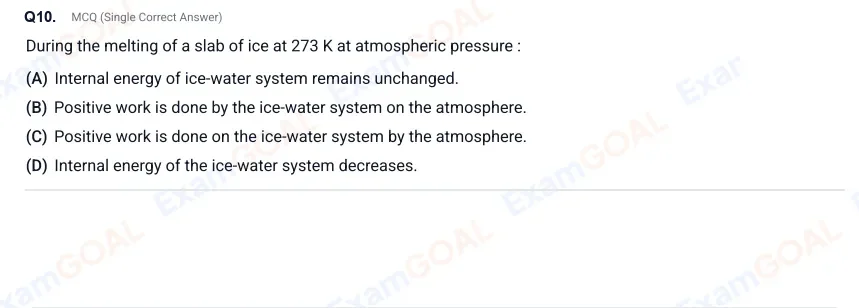 Q10. MCQ (Single Correct Answer)
During the melting of a slab of ice at 273 K at atmospheric pressure :
(A) Internal energy of ice-water system remains unchanged.
(B) Positive work is done by the ice-water system on the atmosphere.
(C) Positive work is done on the ice-water system by the atmosphere.
(D) Internal energy of the ice-water system decreases.
ExamGOAL
ExamGOAL
ExamGOAL